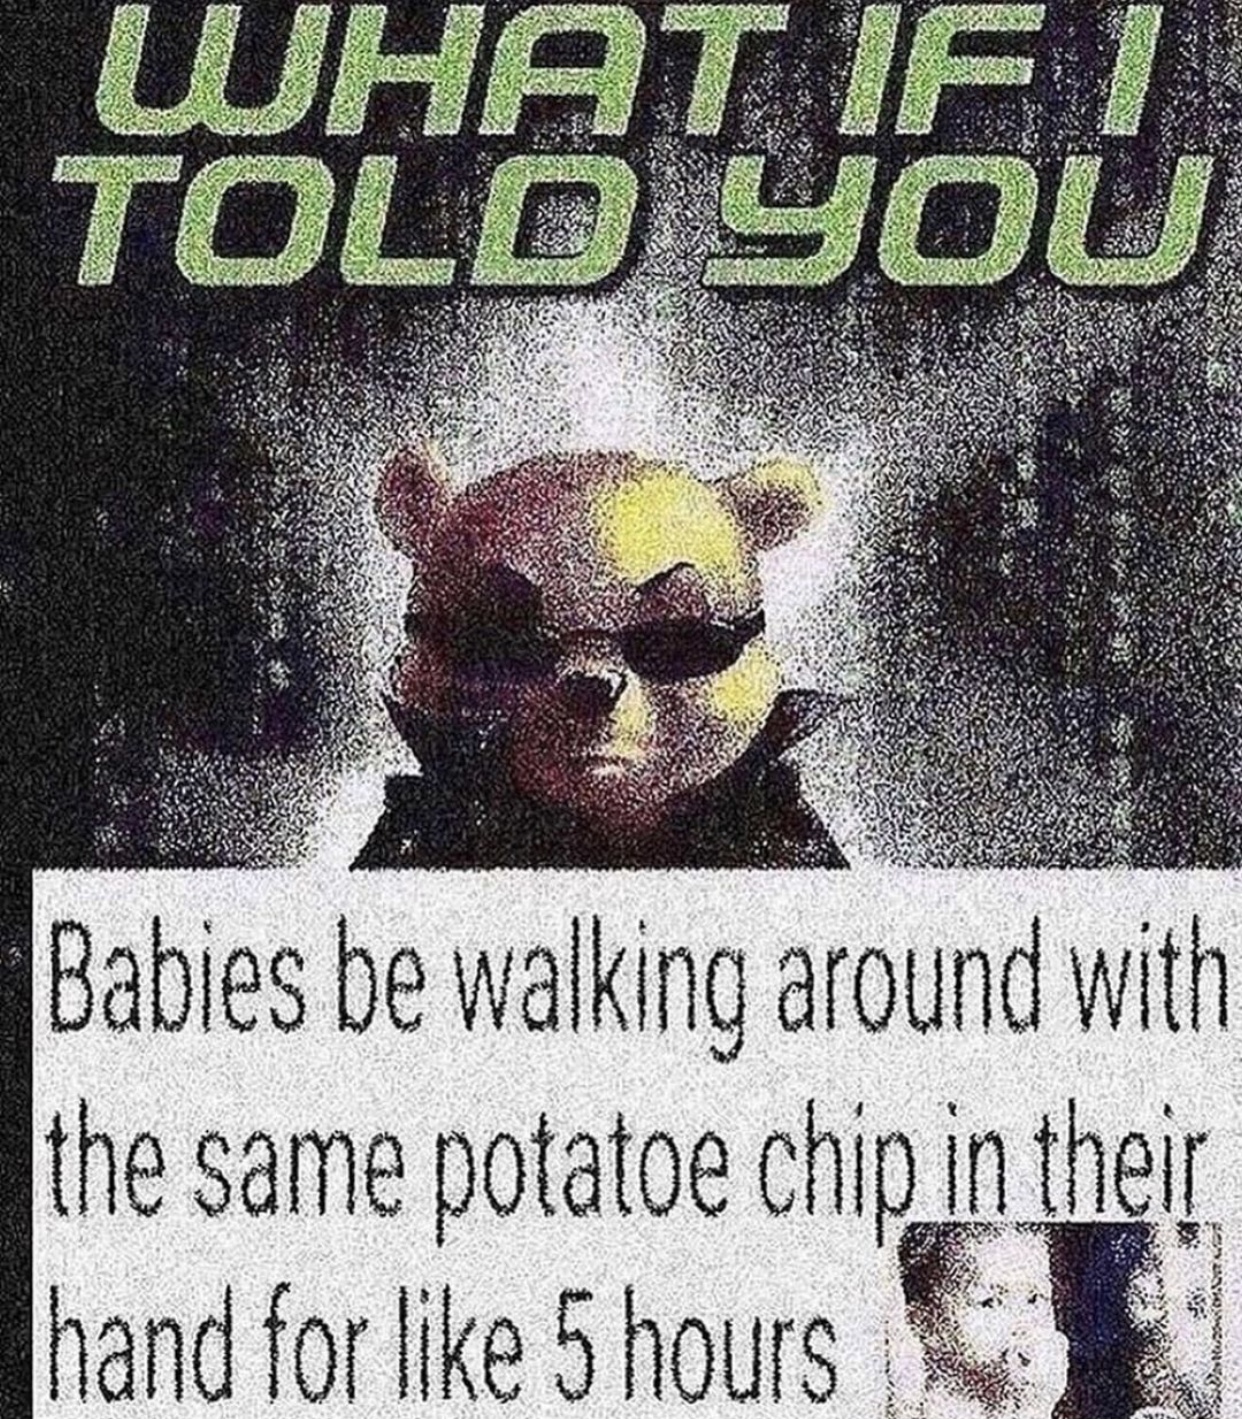 WHAT IF I
TOLD YOU
Babies be walking around with
the same potatoe chip in their
hand for like 5 hours